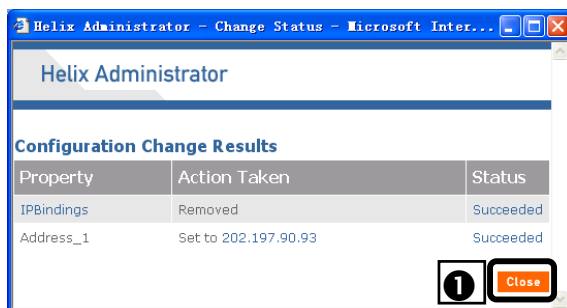 Helix Administrator - Change Status - Microsoft Inter...
Helix Administrator
Configuration Change Results
Property Action Taken Status
IPBindings Removed Succeeded
Address_1 Set to 202.197.90.93 Succeeded
1 Close